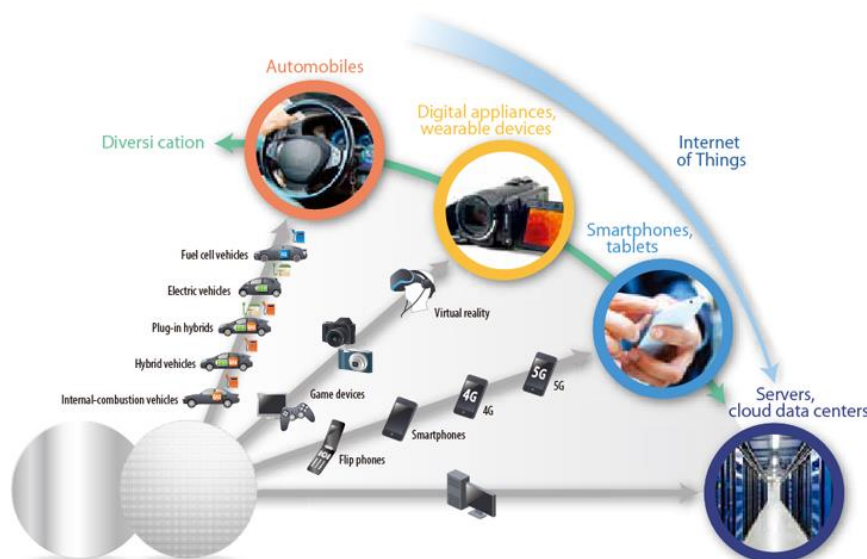 Automobiles
Digital appliances,
wearable devices
Diversi cation
Internet
of Things
Smartphones,
tablets
Fuel cell vehicles
Electric vehicles
Virtual reality
Plug-in hybrids
Hybrid vehicles
5G
5G
Servers,
cloud data centers
Internal-combustion vehicles
Game devices
4G
4G
Smartphones
Flip phones